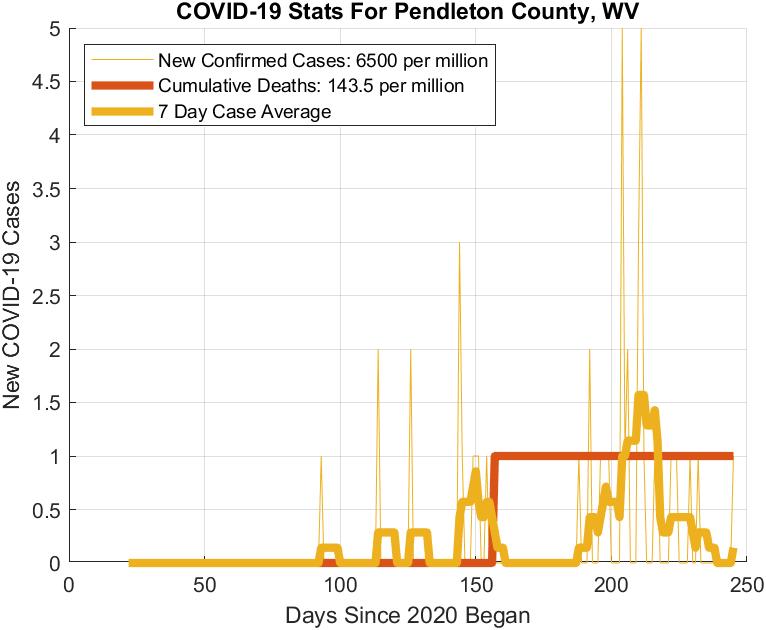 COVID-19 Stats For Pendleton County, WV
New Confirmed Cases: 6500 per million
Cumulative Deaths: 143.5 per million
7 Day Case Average
New COVID-19 Cases
5
4.5
4
3.5
3
2.5
2
1.5
1
0.5
0
0 50 100 150 200 250
Days Since 2020 Began